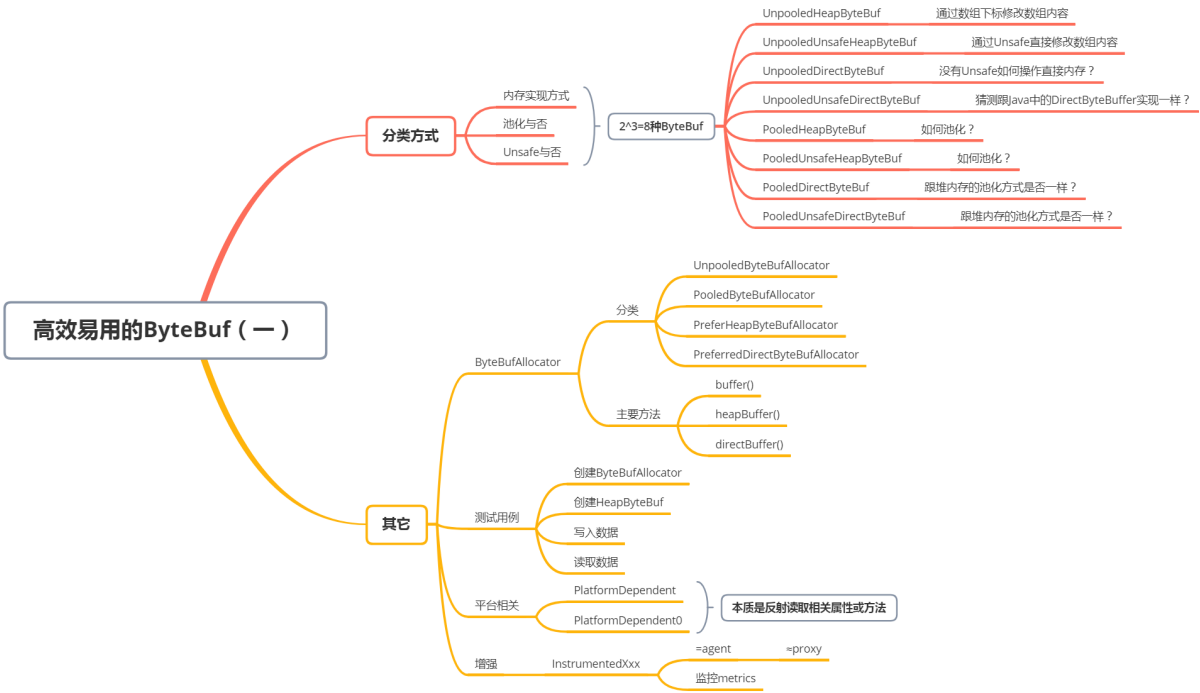 高效易用的ByteBuf（一）
分类方式
内存实现方式
池化与否
Unsafe与否
2^3=8种ByteBuf
UnpooledHeapByteBuf
通过数组下标修改数组内容
UnpooledUnsafeHeapByteBuf
通过Unsafe直接修改数组内容
UnpooledDirectByteBuf
没有Unsafe如何操作直接内存？
UnpooledUnsafeDirectByteBuf
猜测跟Java中的DirectByteBuffer实现一样？
PooledHeapByteBuf
如何池化？
PooledUnsafeHeapByteBuf
如何池化？
PooledDirectByteBuf
跟堆内存的池化方式是否一样？
PooledUnsafeDirectByteBuf
跟堆内存的池化方式是否一样？
其它
ByteBufAllocator
分类
UnpooledByteBufAllocator
PooledByteBufAllocator
PreferHeapByteBufAllocator
PreferredDirectByteBufAllocator
主要方法
buffer()
heapBuffer()
directBuffer()
测试用例
创建ByteBufAllocator
创建HeapByteBuf
写入数据
读取数据
平台相关
PlatformDependent
PlatformDependent0
本质是反射读取相关属性或方法
增强
InstrumentedXxx
=agent
≈proxy
监控metrics